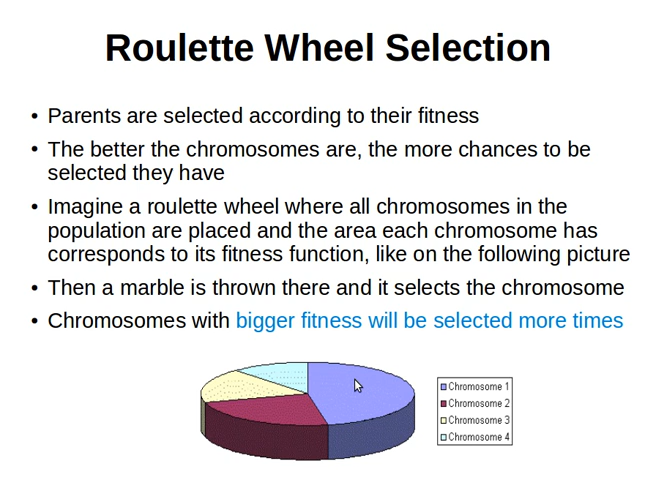 Roulette Wheel Selection
• Parents are selected according to their fitness
• The better the chromosomes are, the more chances to be
selected they have
• Imagine a roulette wheel where all chromosomes in the
population are placed and the area each chromosome has
corresponds to its fitness function, like on the following picture
• Then a marble is thrown there and it selects the chromosome
• Chromosomes with bigger fitness will be selected more times
Chromosome 1
Chromosome 2
Chromosome 3
Chromosome 4